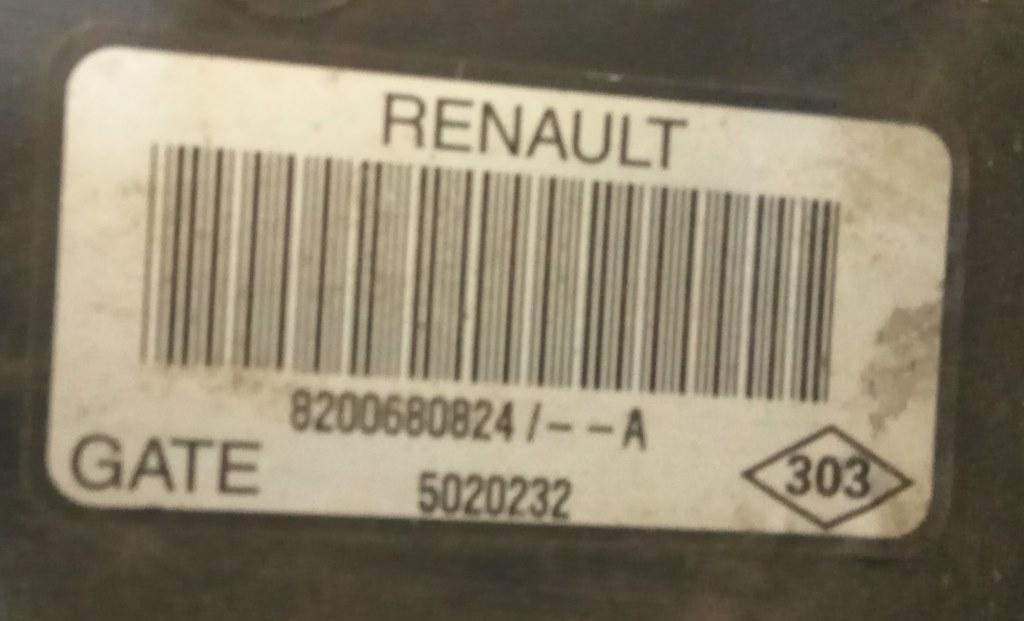 RENAULT
8200680824/--A
GATE
5020232
303